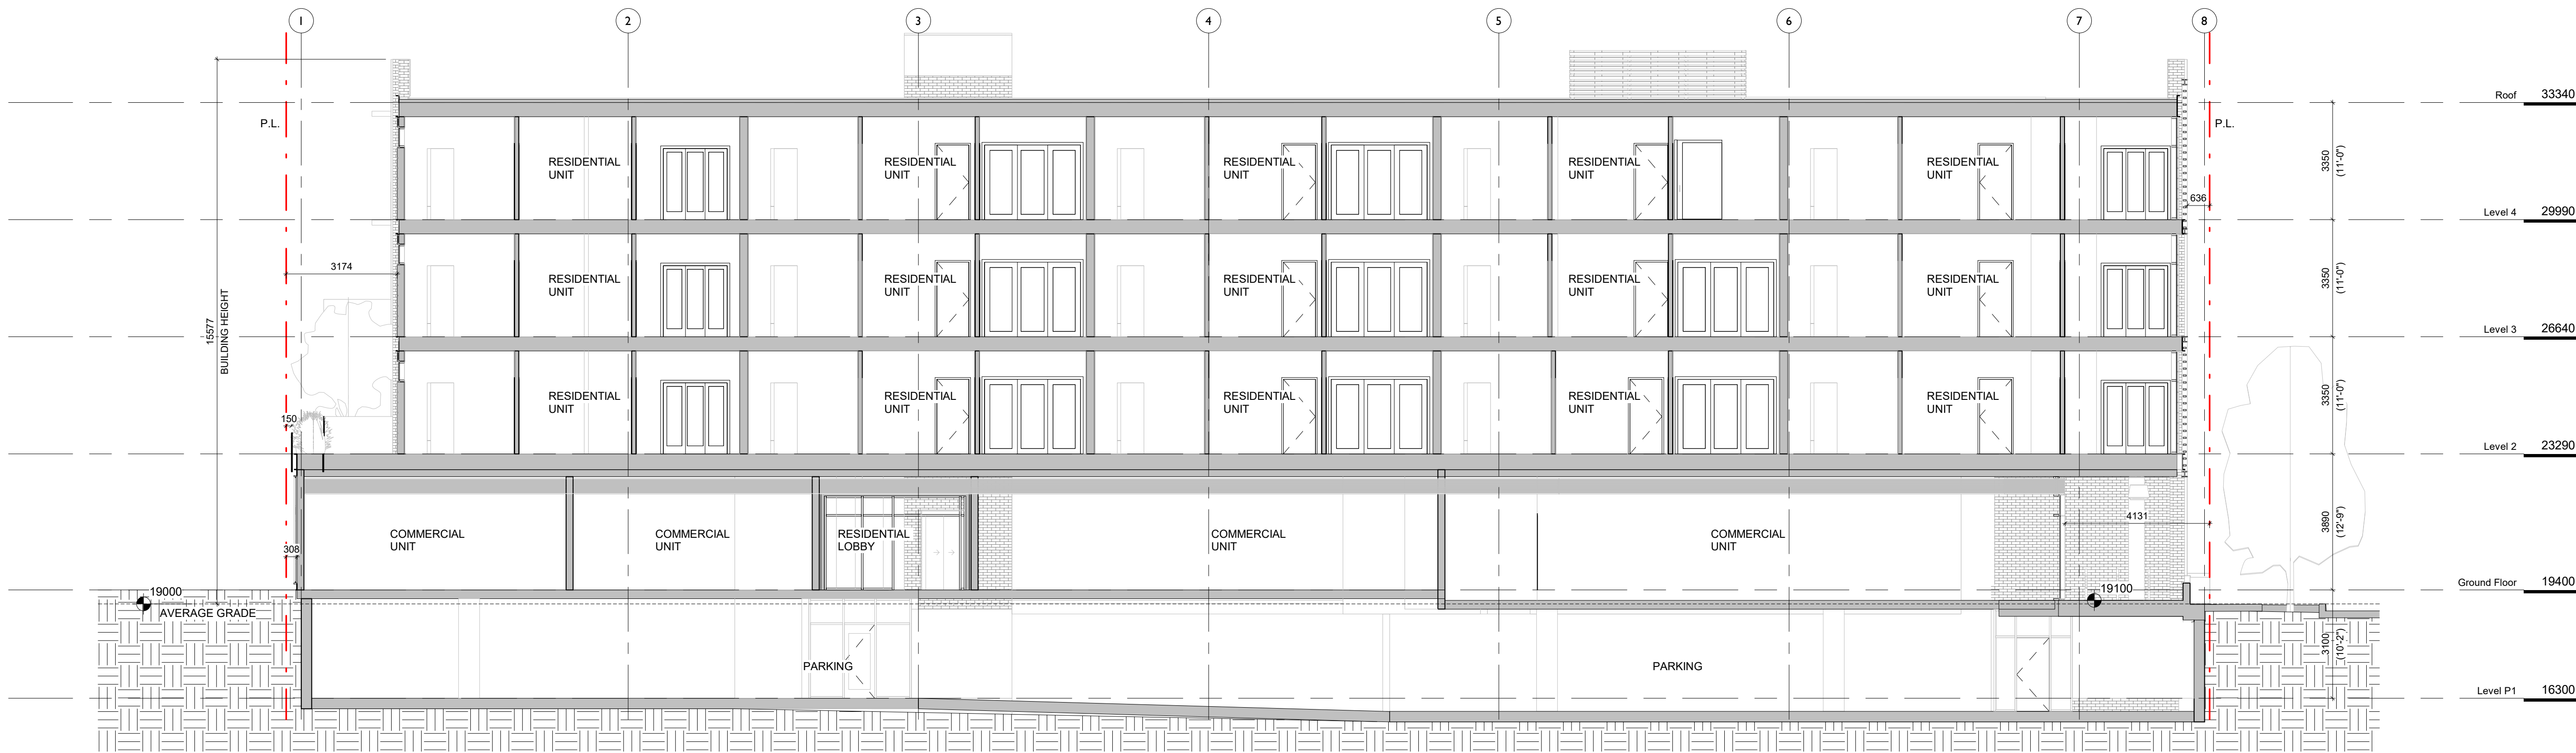 1 2 3 4 5 6 7 8
Roof 33340
P.L. P.L.
RESIDENTIAL
UNIT
RESIDENTIAL
UNIT
RESIDENTIAL
UNIT
RESIDENTIAL
UNIT
RESIDENTIAL
UNIT
3350
(11'-0")
636
Level 4 29990
3174
RESIDENTIAL
UNIT
RESIDENTIAL
UNIT
RESIDENTIAL
UNIT
RESIDENTIAL
UNIT
RESIDENTIAL
UNIT
3350
(11'-0")
15577
BUILDING HEIGHT
Level 3 26640
RESIDENTIAL
UNIT
RESIDENTIAL
UNIT
RESIDENTIAL
UNIT
RESIDENTIAL
UNIT
RESIDENTIAL
UNIT
3350
(11'-0")
150
Level 2 23290
COMMERCIAL
UNIT
COMMERCIAL
UNIT
RESIDENTIAL
LOBBY
COMMERCIAL
UNIT
COMMERCIAL
UNIT
4131
3890
(12'-9")
308
Ground Floor 19400
19000
AVERAGE GRADE
19100
PARKING
PARKING
3100
(10'-2")
Level P1 16300